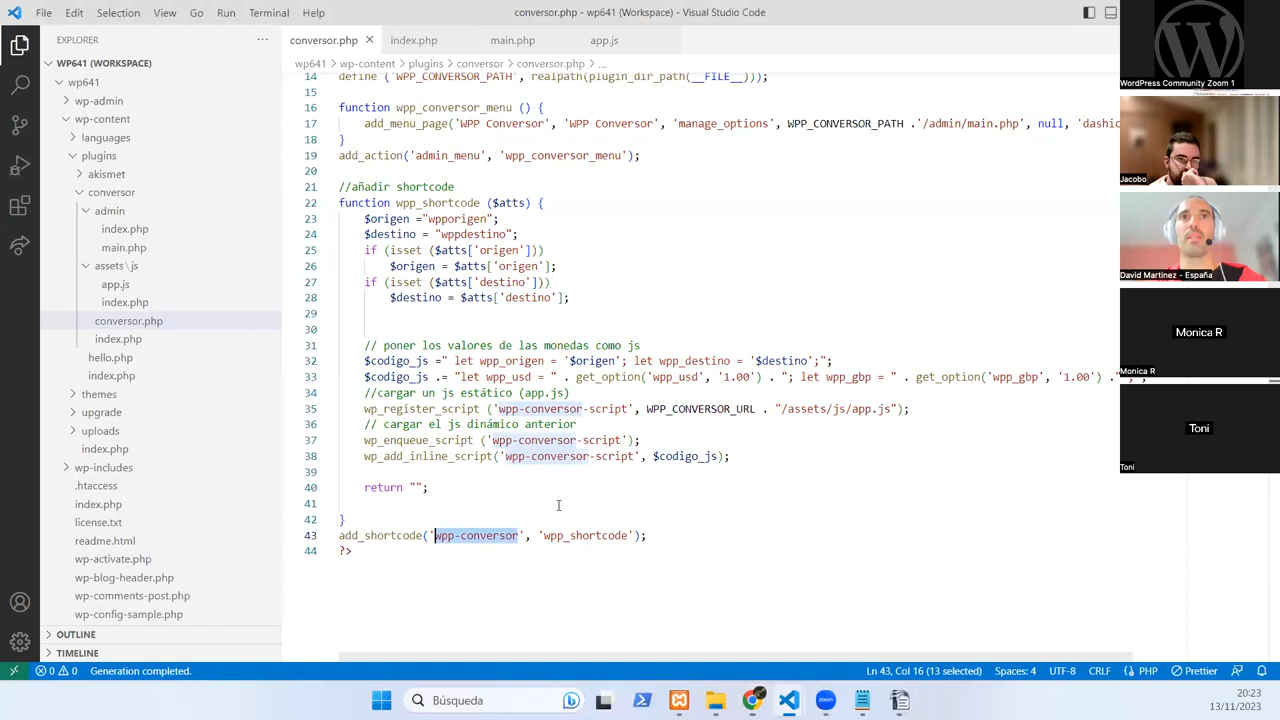 File Edit Selection View Go Run Terminal Help
conversor.php - wp641 (Workspace) - Visual Studio Code
EXPLORER
WP641 (WORKSPACE)
wp641
wp-admin
wp-content
languages
plugins
akismet
conversor
admin
index.php
main.php
assets \ js
app.js
index.php
conversor.php
index.php
hello.php
index.php
themes
upgrade
uploads
index.php
wp-includes
.htaccess
index.php
license.txt
readme.html
wp-activate.php
wp-blog-header.php
wp-comments-post.php
wp-config-sample.php
OUTLINE
TIMELINE
conversor.php index.php main.php app.js
wp641 > wp-content > plugins > conversor > conversor.php > ...
14 define ('WPP_CONVERSOR_PATH', realpath(plugin_dir_path(__FILE__)));
15
16 function wpp_conversor_menu () {
17 add_menu_page('WPP Conversor', 'WPP Conversor', 'manage_options', WPP_CONVERSOR_PATH .'/admin/main.php', null, 'dashic
18 }
19 add_action('admin_menu', 'wpp_conversor_menu');
20
21 //añadir shortcode
22 function wpp_shortcode ($atts) {
23 $origen ="wpporigen";
24 $destino = "wppdestino";
25 if (isset ($atts['origen']))
26 $origen = $atts['origen'];
27 if (isset ($atts['destino']))
28 $destino = $atts['destino'];
29
30
31 // poner los valores de las monedas como js
32 $codigo_js =" let wpp_origen = '$origen'; let wpp_destino = '$destino';";
33 $codigo_js .= "let wpp_usd = " . get_option('wpp_usd', '1.00') . "; let wpp_gbp = " . get_option('wpp_gbp', '1.00') .";";
34 //cargar un js estático (app.js)
35 wp_register_script ('wpp-conversor-script', WPP_CONVERSOR_URL . "/assets/js/app.js");
36 // cargar el js dinámico anterior
37 wp_enqueue_script ('wpp-conversor-script');
38 wp_add_inline_script('wpp-conversor-script', $codigo_js);
39
40 return "";
41
42 }
43 add_shortcode('wpp-conversor', 'wpp_shortcode');
44 ?>
WordPress Community Zoom 1
Jacobo
David Martínez - España
Monica R
Monica R
Toni
Toni
0 0 Generation completed.
Ln 43, Col 16 (13 selected) Spaces: 4 UTF-8 CRLF PHP Prettier
Búsqueda
zoom
20:23
13/11/2023